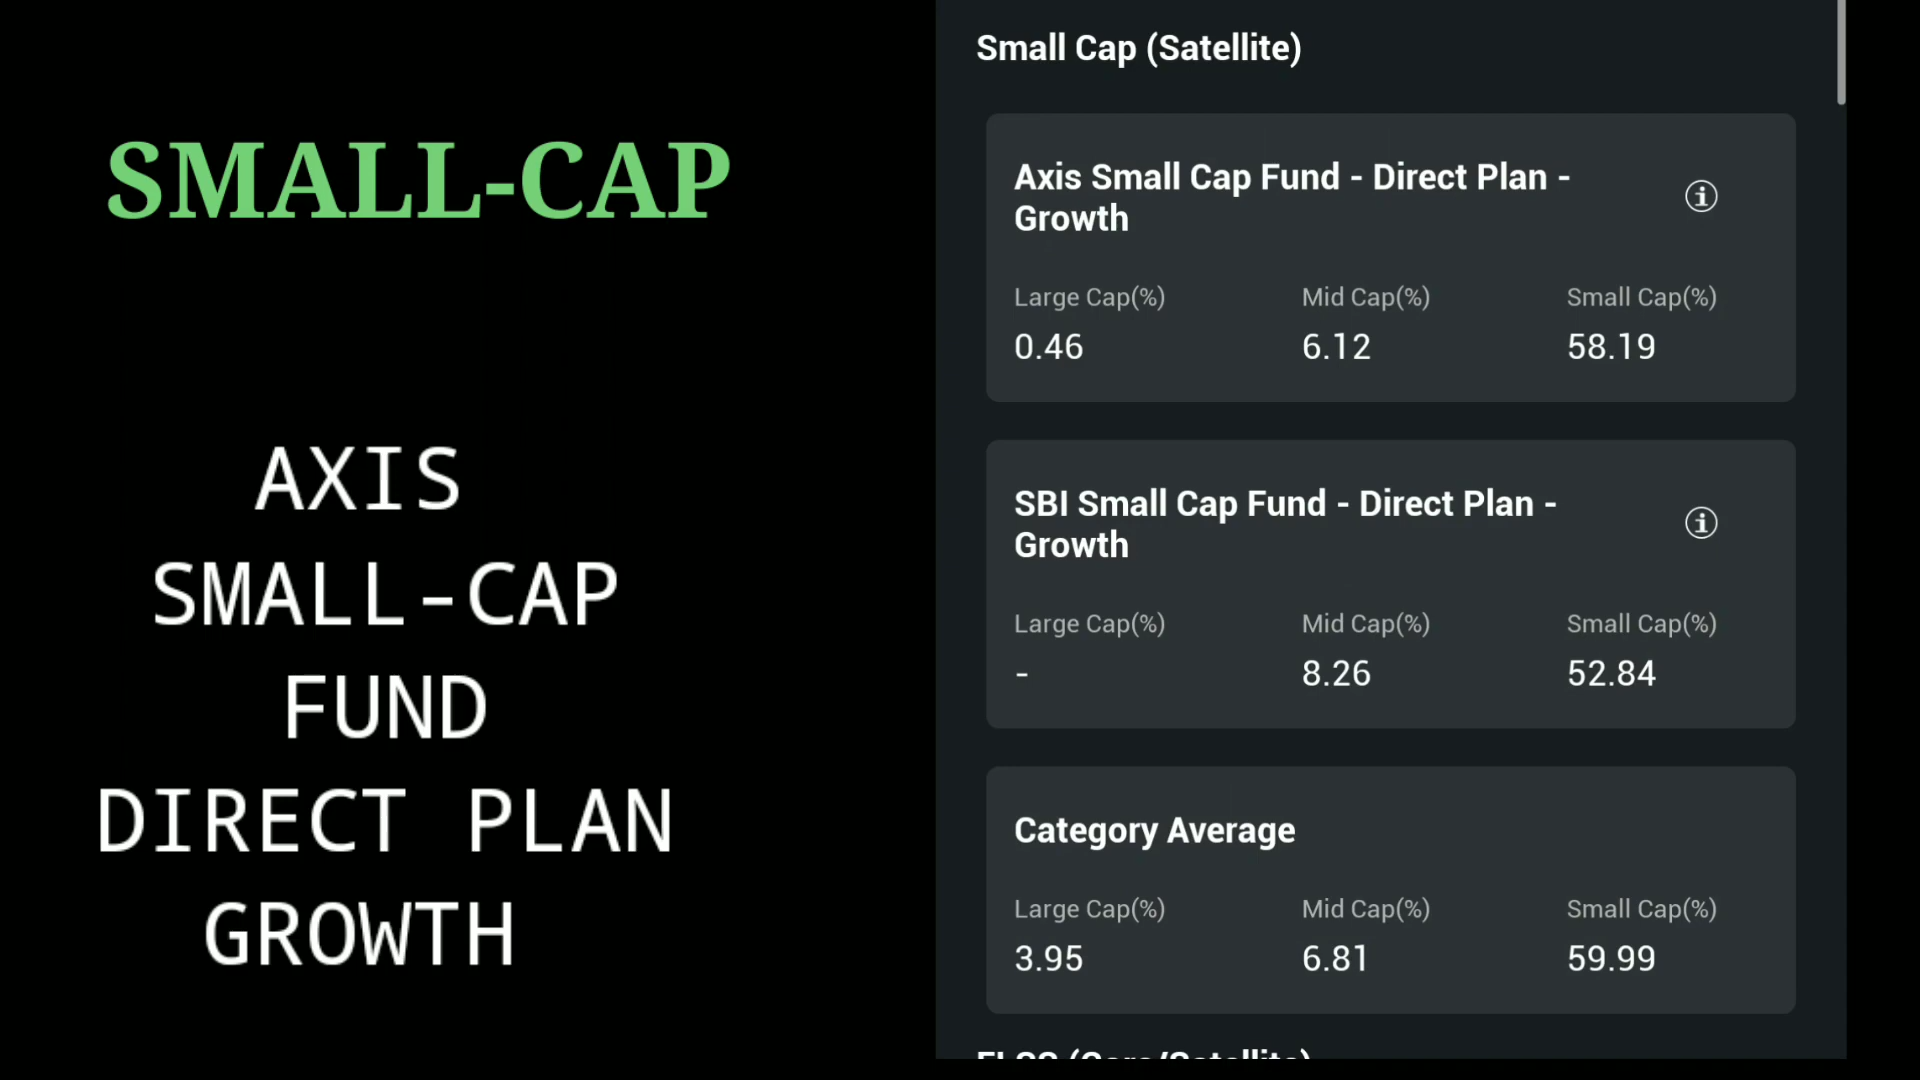 SMALL-CAP
AXIS
SMALL-CAP
FUND
DIRECT PLAN
GROWTH
Small Cap (Satellite)
Axis Small Cap Fund - Direct Plan -
Growth
Large Cap(%) Mid Cap(%) Small Cap(%)
0.46 6.12 58.19
SBI Small Cap Fund - Direct Plan -
Growth
Large Cap(%) Mid Cap(%) Small Cap(%)
- 8.26 52.84
Category Average
Large Cap(%) Mid Cap(%) Small Cap(%)
3.95 6.81 59.99
ELSS (Core/Satellite)